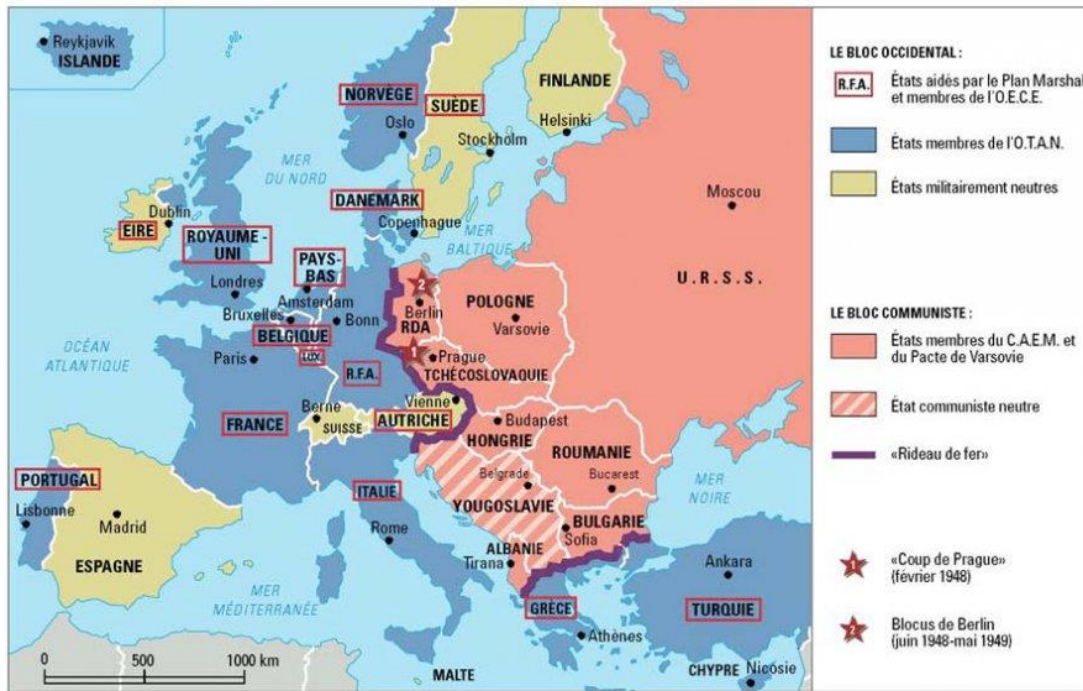 Reykjavik
ISLANDE
NORVÈGE
Oslo
SUÈDE
Stockholm
FINLANDE
Helsinki
MER
DU NORD
DANEMARK
Copenhague
MER
BALTIQUE
Moscou
U.R.S.S.
Dublin
EIRE
ROYAUME-
UNI
Londres
PAYS-
BAS
Amsterdam
Bruxelles
BELGIQUE
LUX.
Bonn
R.F.A.
2
Berlin
RDA
POLOGNE
Varsovie
1
Prague
TCHÉCOSLOVAQUIE
OCÉAN
ATLANTIQUE
Paris
FRANCE
Berne
SUISSE
Vienne
AUTRICHE
Budapest
HONGRIE
ROUMANIE
Bucarest
Belgrade
YOUGOSLAVIE
BULGARIE
Sofia
MER
NOIRE
ALBANIE
Tirana
PORTUGAL
Lisbonne
Madrid
ESPAGNE
ITALIE
Rome
MER
MÉDITERRANÉE
GRÈCE
Athènes
Ankara
TURQUIE
MALTE
CHYPRE
Nicosie
0 500 1000 km
LE BLOC OCCIDENTAL :
R.F.A.
États aidés par le Plan Marshal
et membres de l'O.E.C.E.
États membres de l'O.T.A.N.
États militairement neutres
LE BLOC COMMUNISTE :
États membres du C.A.E.M. et
du Pacte de Varsovie
État communiste neutre
«Rideau de fer»
1
«Coup de Prague»
(février 1948)
2
Blocus de Berlin
(juin 1948-mai 1949)